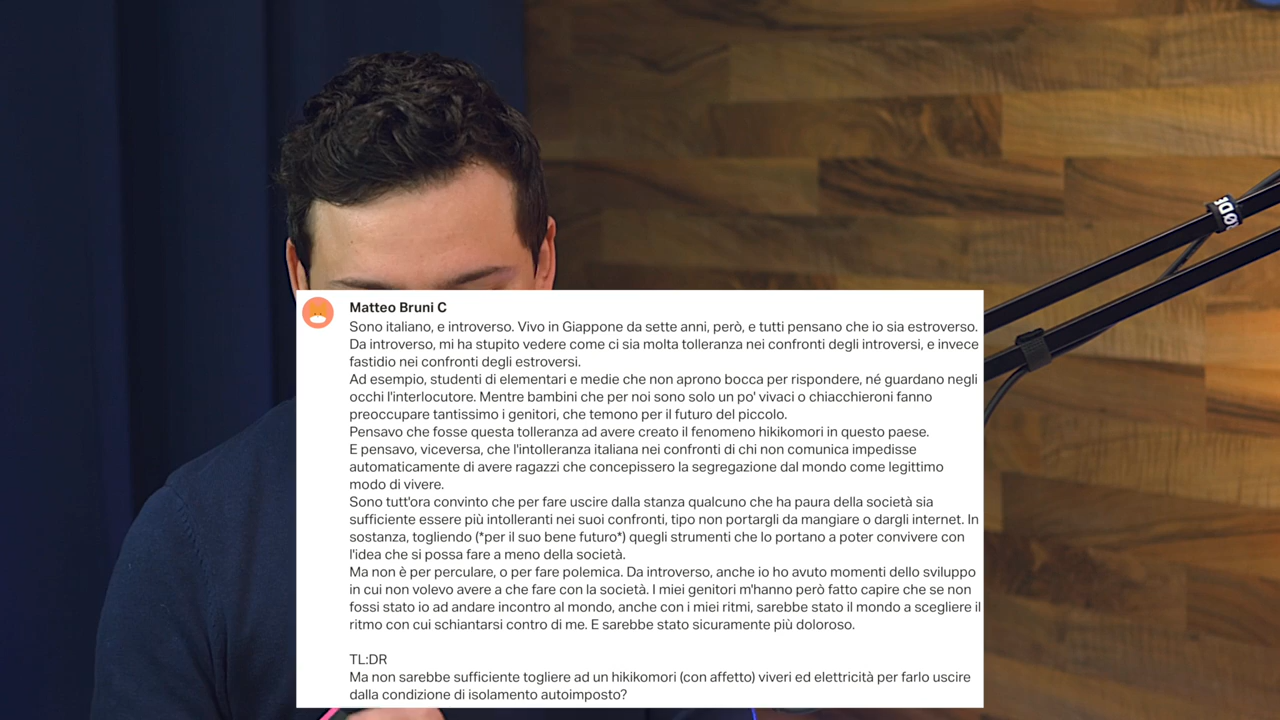 Matteo Bruni C
Sono italiano, e introverso. Vivo in Giappone da sette anni, però, e tutti pensano che io sia estroverso.
Da introverso, mi ha stupito vedere come ci sia molta tolleranza nei confronti degli introversi, e invece
fastidio nei confronti degli estroversi.
Ad esempio, studenti di elementari e medie che non aprono bocca per rispondere, né guardano negli
occhi l'interlocutore. Mentre bambini che per noi sono solo un po' vivaci o chiacchieroni fanno
preoccupare tantissimo i genitori, che temono per il futuro del piccolo.
Pensavo che fosse questa tolleranza ad avere creato il fenomeno hikikomori in questo paese.
E pensavo, viceversa, che l'intolleranza italiana nei confronti di chi non comunica impedisse
automaticamente di avere ragazzi che concepissero la segregazione dal mondo come legittimo
modo di vivere.
Sono tutt'ora convinto che per fare uscire dalla stanza qualcuno che ha paura della società sia
sufficiente essere più intolleranti nei suoi confronti, tipo non portargli da mangiare o dargli internet. In
sostanza, togliendo (*per il suo bene futuro*) quegli strumenti che lo portano a poter convivere con
l'idea che si possa fare a meno della società.
Ma non è per perculare, o per fare polemica. Da introverso, anche io ho avuto momenti dello sviluppo
in cui non volevo avere a che fare con la società. I miei genitori m'hanno però fatto capire che se non
fossi stato io ad andare incontro al mondo, anche con i miei ritmi, sarebbe stato il mondo a scegliere il
ritmo con cui schiantarsi contro di me. E sarebbe stato sicuramente più doloroso.
TL:DR
Ma non sarebbe sufficiente togliere ad un hikikomori (con affetto) viveri ed elettricità per farlo uscire
dalla condizione di isolamento autoimposto?
RØDE